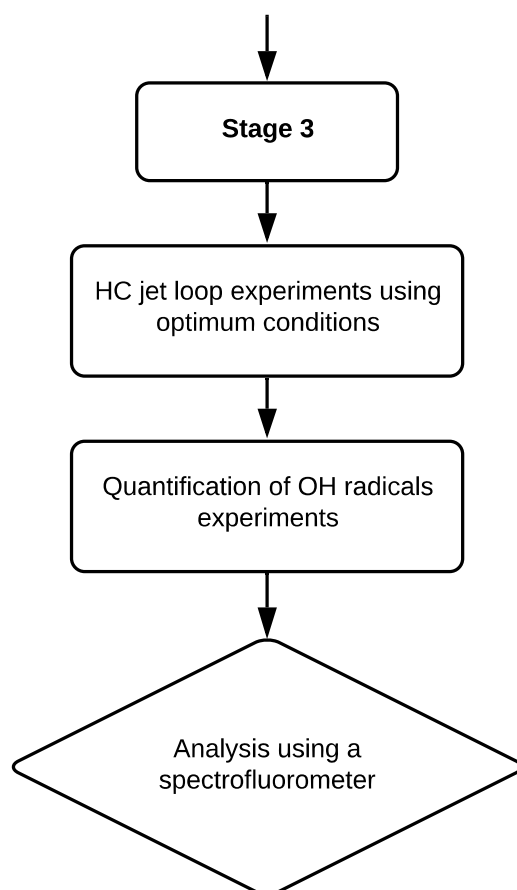 Stage 3
HC jet loop experiments using
optimum conditions
Quantification of OH radicals
experiments
Analysis using a
spectrofluorometer